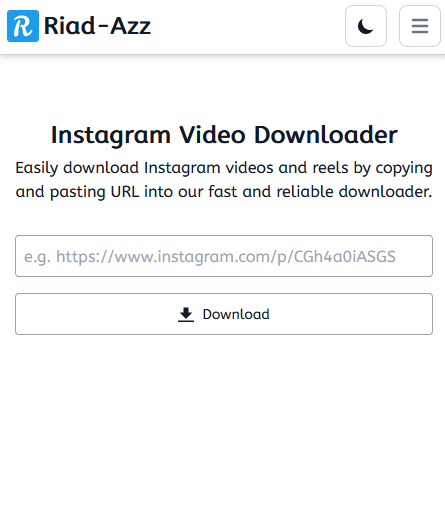 R Riad-Azz
Instagram Video Downloader
Easily download Instagram videos and reels by copying
and pasting URL into our fast and reliable downloader.
e.g. https://www.instagram.com/p/CGh4a0iASGS
Download